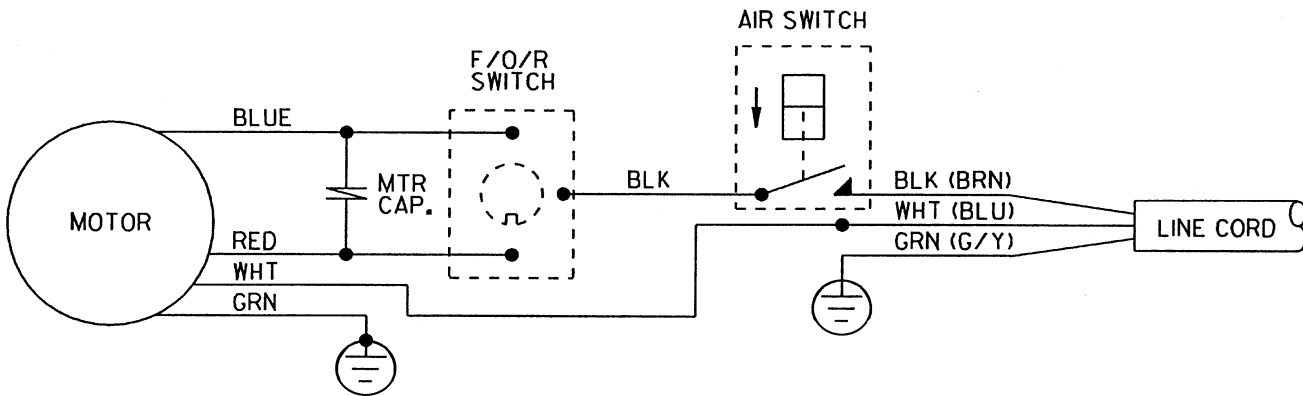 AIR SWITCH
F/O/R
SWITCH
BLUE
MTR
CAP.
BLK
BLK (BRN)
MOTOR
WHT (BLU)
LINE CORD
RED
GRN (G/Y)
WHT
GRN